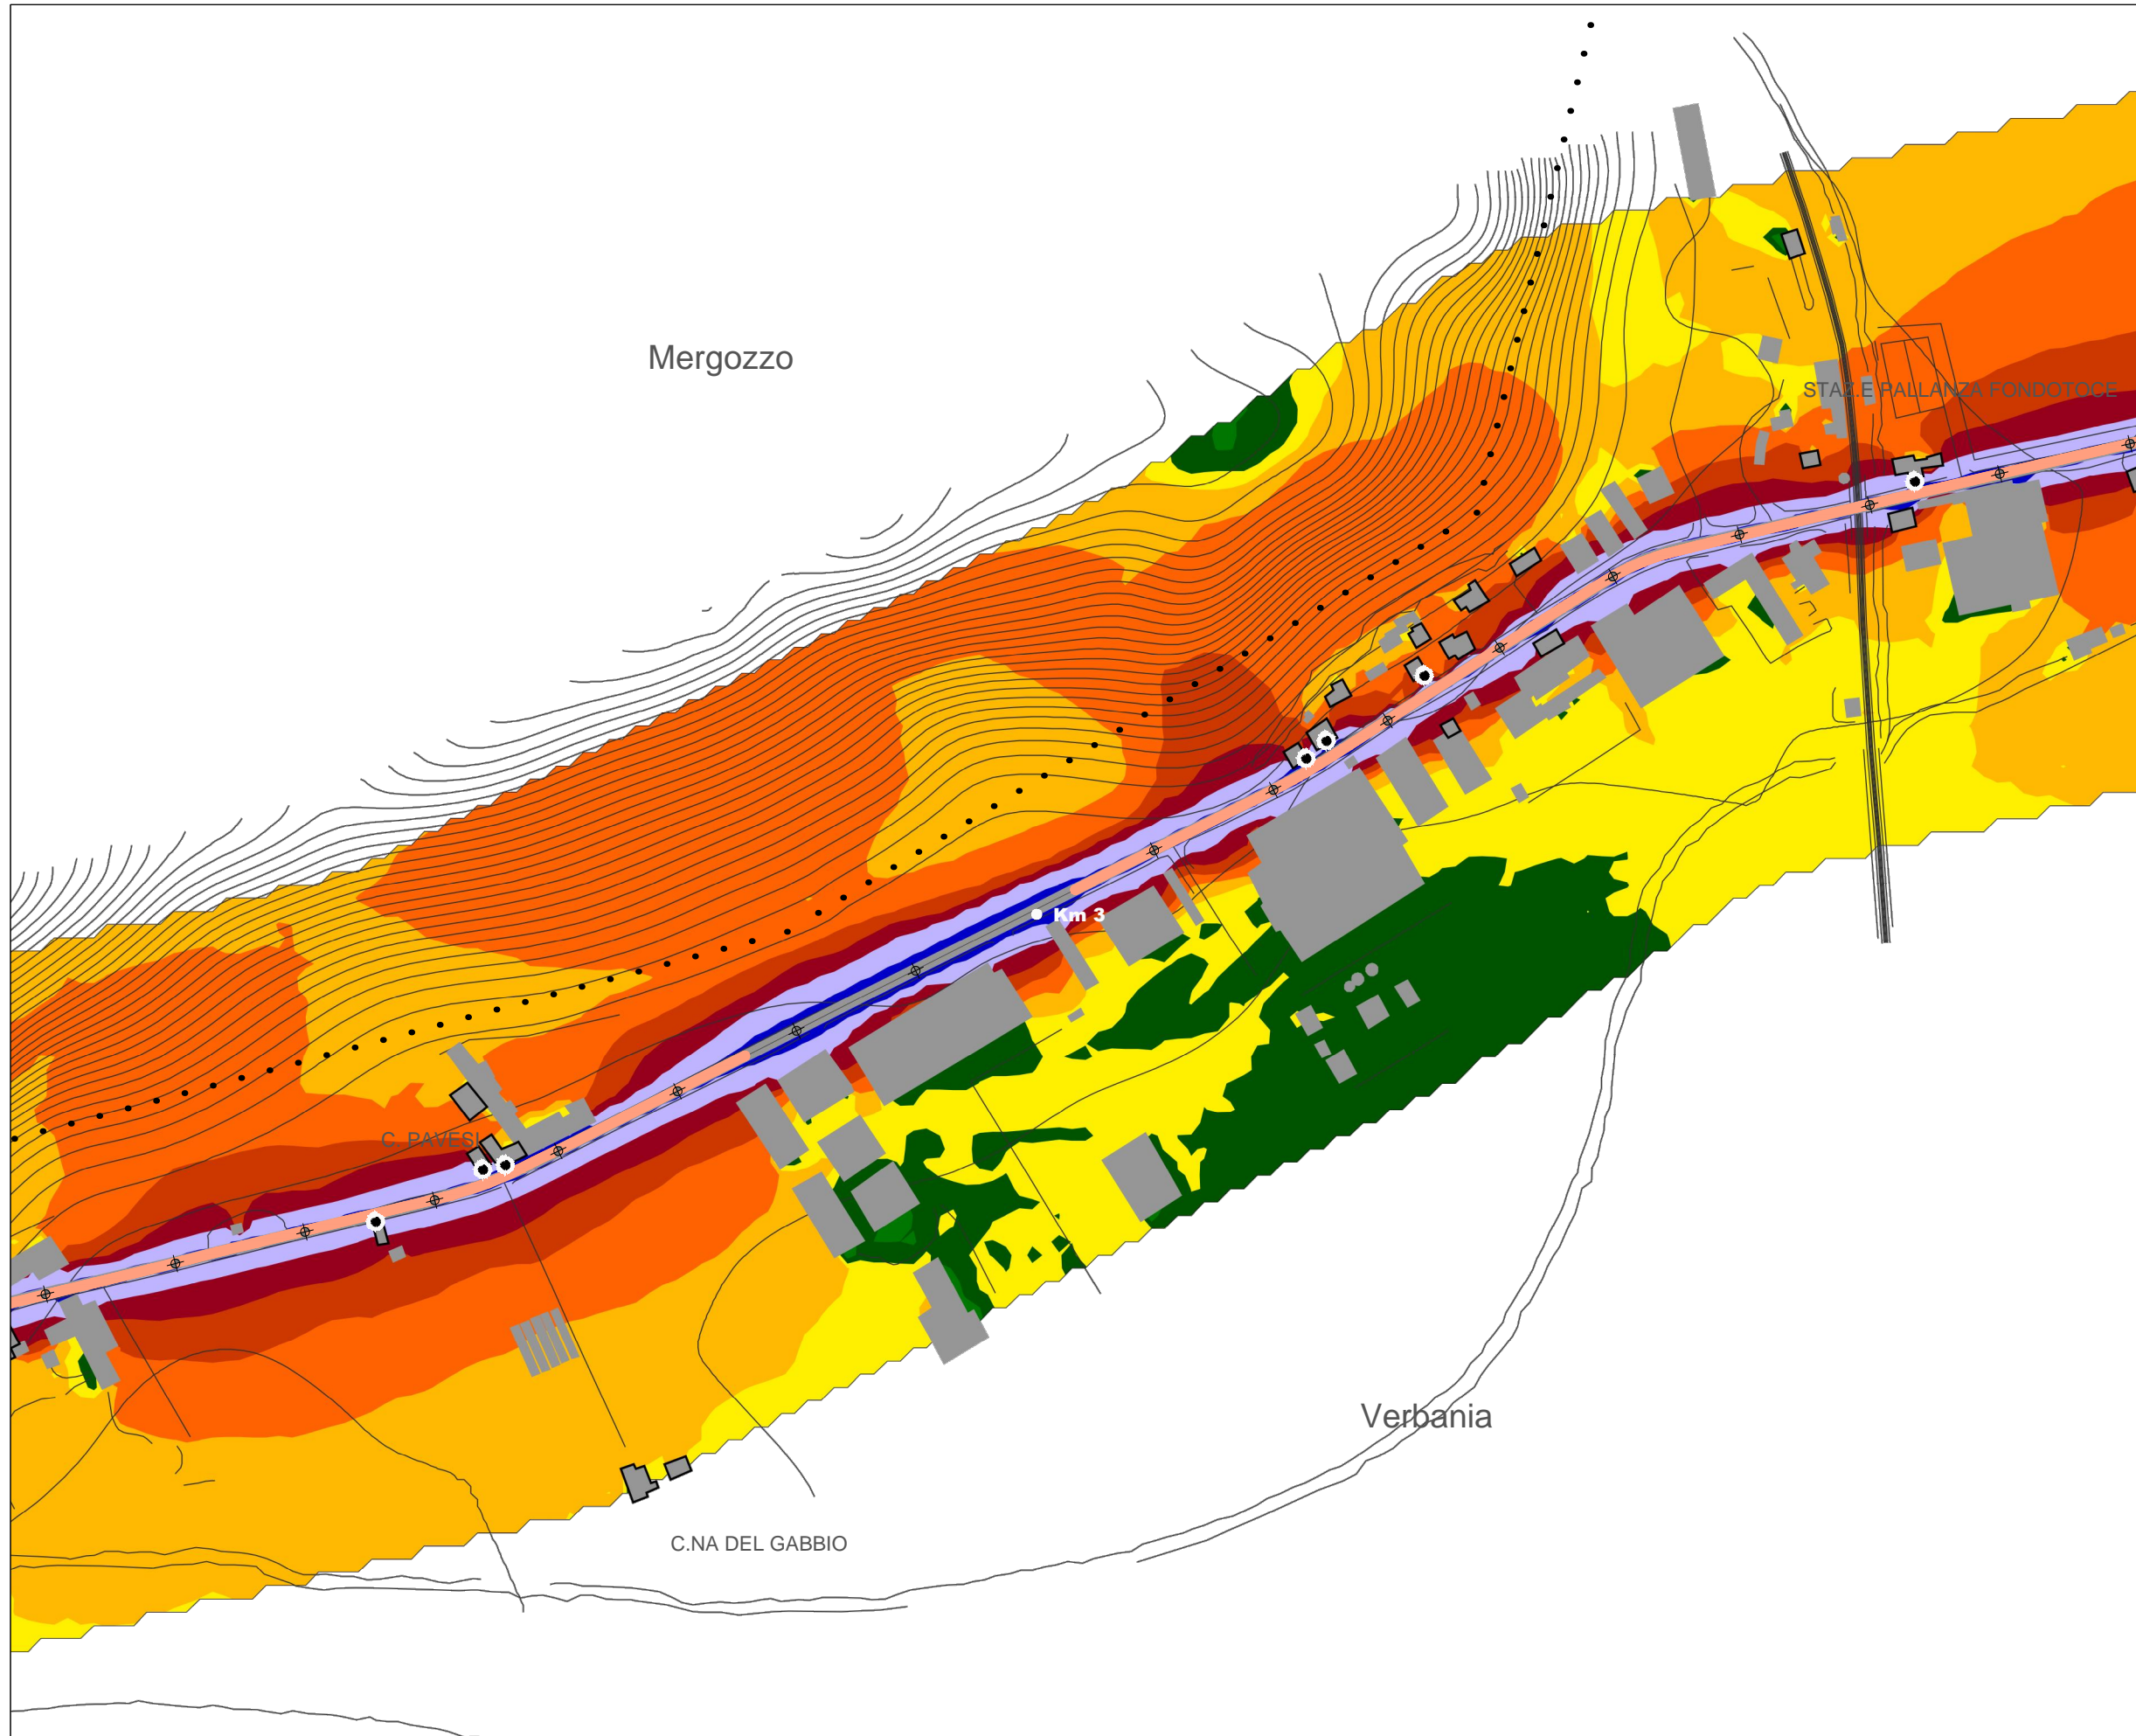 Mergozzo
STAZ.E PALLANZA FONDOTOCE
Km 3
C. PAVESI
Verbania
C.NA DEL GABBIO